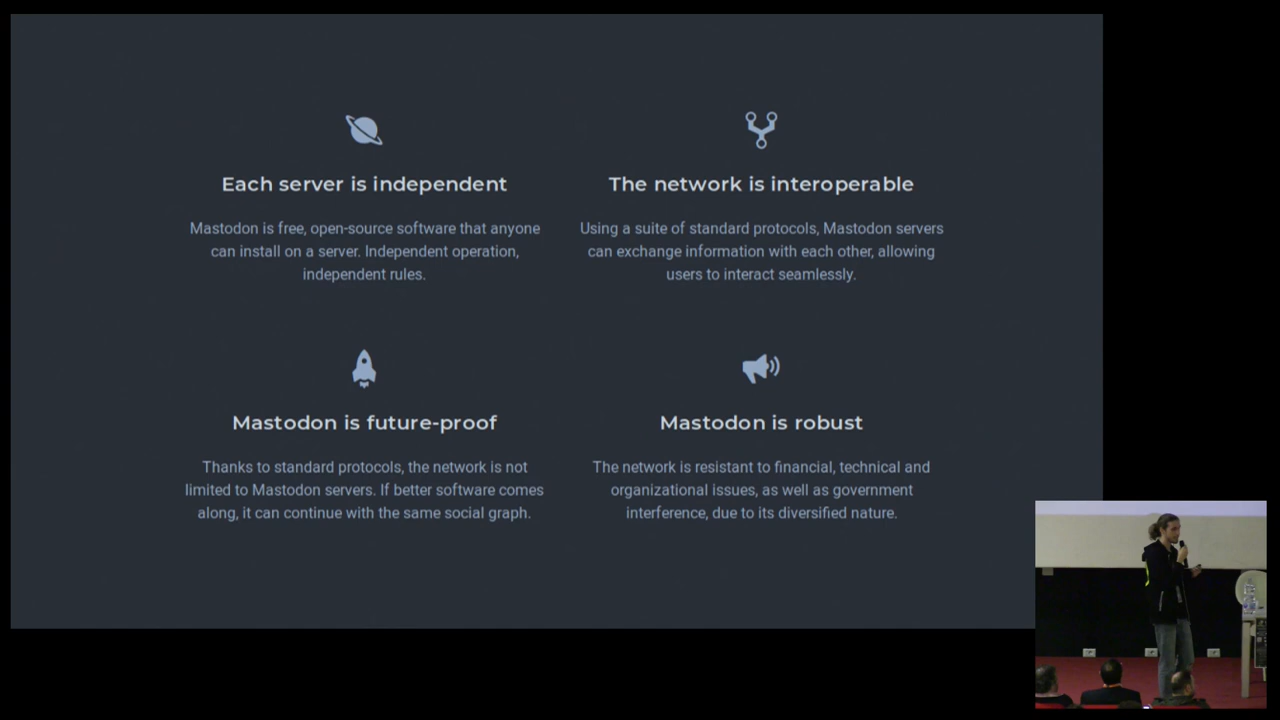 Each server is independent
Mastodon is free, open-source software that anyone
can install on a server. Independent operation,
independent rules.
The network is interoperable
Using a suite of standard protocols, Mastodon servers
can exchange information with each other, allowing
users to interact seamlessly.
Mastodon is future-proof
Thanks to standard protocols, the network is not
limited to Mastodon servers. If better software comes
along, it can continue with the same social graph.
Mastodon is robust
The network is resistant to financial, technical and
organizational issues, as well as government
interference, due to its diversified nature.